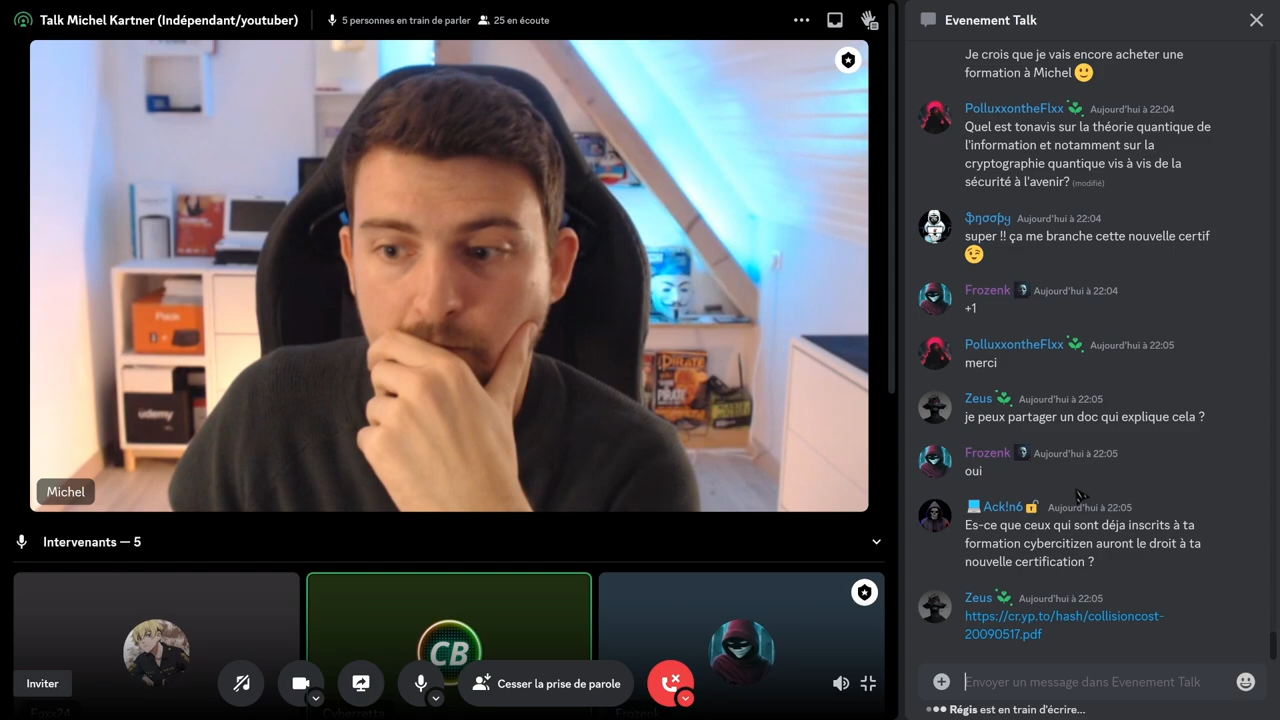 Talk Michel Kartner (Indépendant/youtuber)
5 personnes en train de parler
25 en écoute
Pack
udemy
PIRATE
PIRATE
Michel
Intervenants — 5
CB
Inviter
Cesser la prise de parole
Evenement Talk
Je crois que je vais encore acheter une
formation à Michel 🙂
PolluxxontheFlxx Aujourd'hui à 22:04
Quel est tonavis sur la théorie quantique de
l'information et notamment sur la
cryptographie quantique vis à vis de la
sécurité à l'avenir? (modifié)
Aujourd'hui à 22:04
super !! ça me branche cette nouvelle certif
😉
Frozenk Aujourd'hui à 22:04
+1
PolluxxontheFlxx Aujourd'hui à 22:05
merci
Zeus Aujourd'hui à 22:05
je peux partager un doc qui explique cela ?
Frozenk Aujourd'hui à 22:05
oui
💻Ack!n6🔓 Aujourd'hui à 22:05
Es-ce que ceux qui sont déja inscrits à ta
formation cybercitizen auront le droit à ta
nouvelle certification ?
Zeus Aujourd'hui à 22:05
https://cr.yp.to/hash/collisioncost-
20090517.pdf
Envoyer un message dans Evenement Talk
Régis est en train d'écrire...